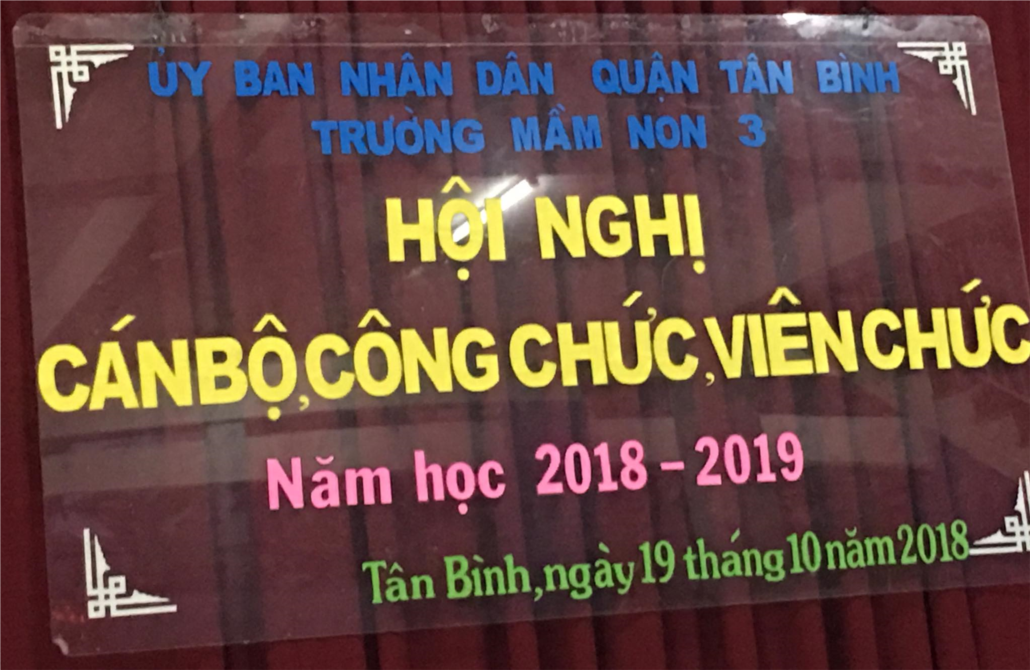 ỦY BAN NHÂN DÂN QUẬN TÂN BÌNH
TRƯỜNG MẦM NON 3
HỘI NGHỊ
CÁN BỘ, CÔNG CHỨC, VIÊN CHỨC
Năm học 2018 - 2019
Tân Bình, ngày 19 tháng 10 năm 2018